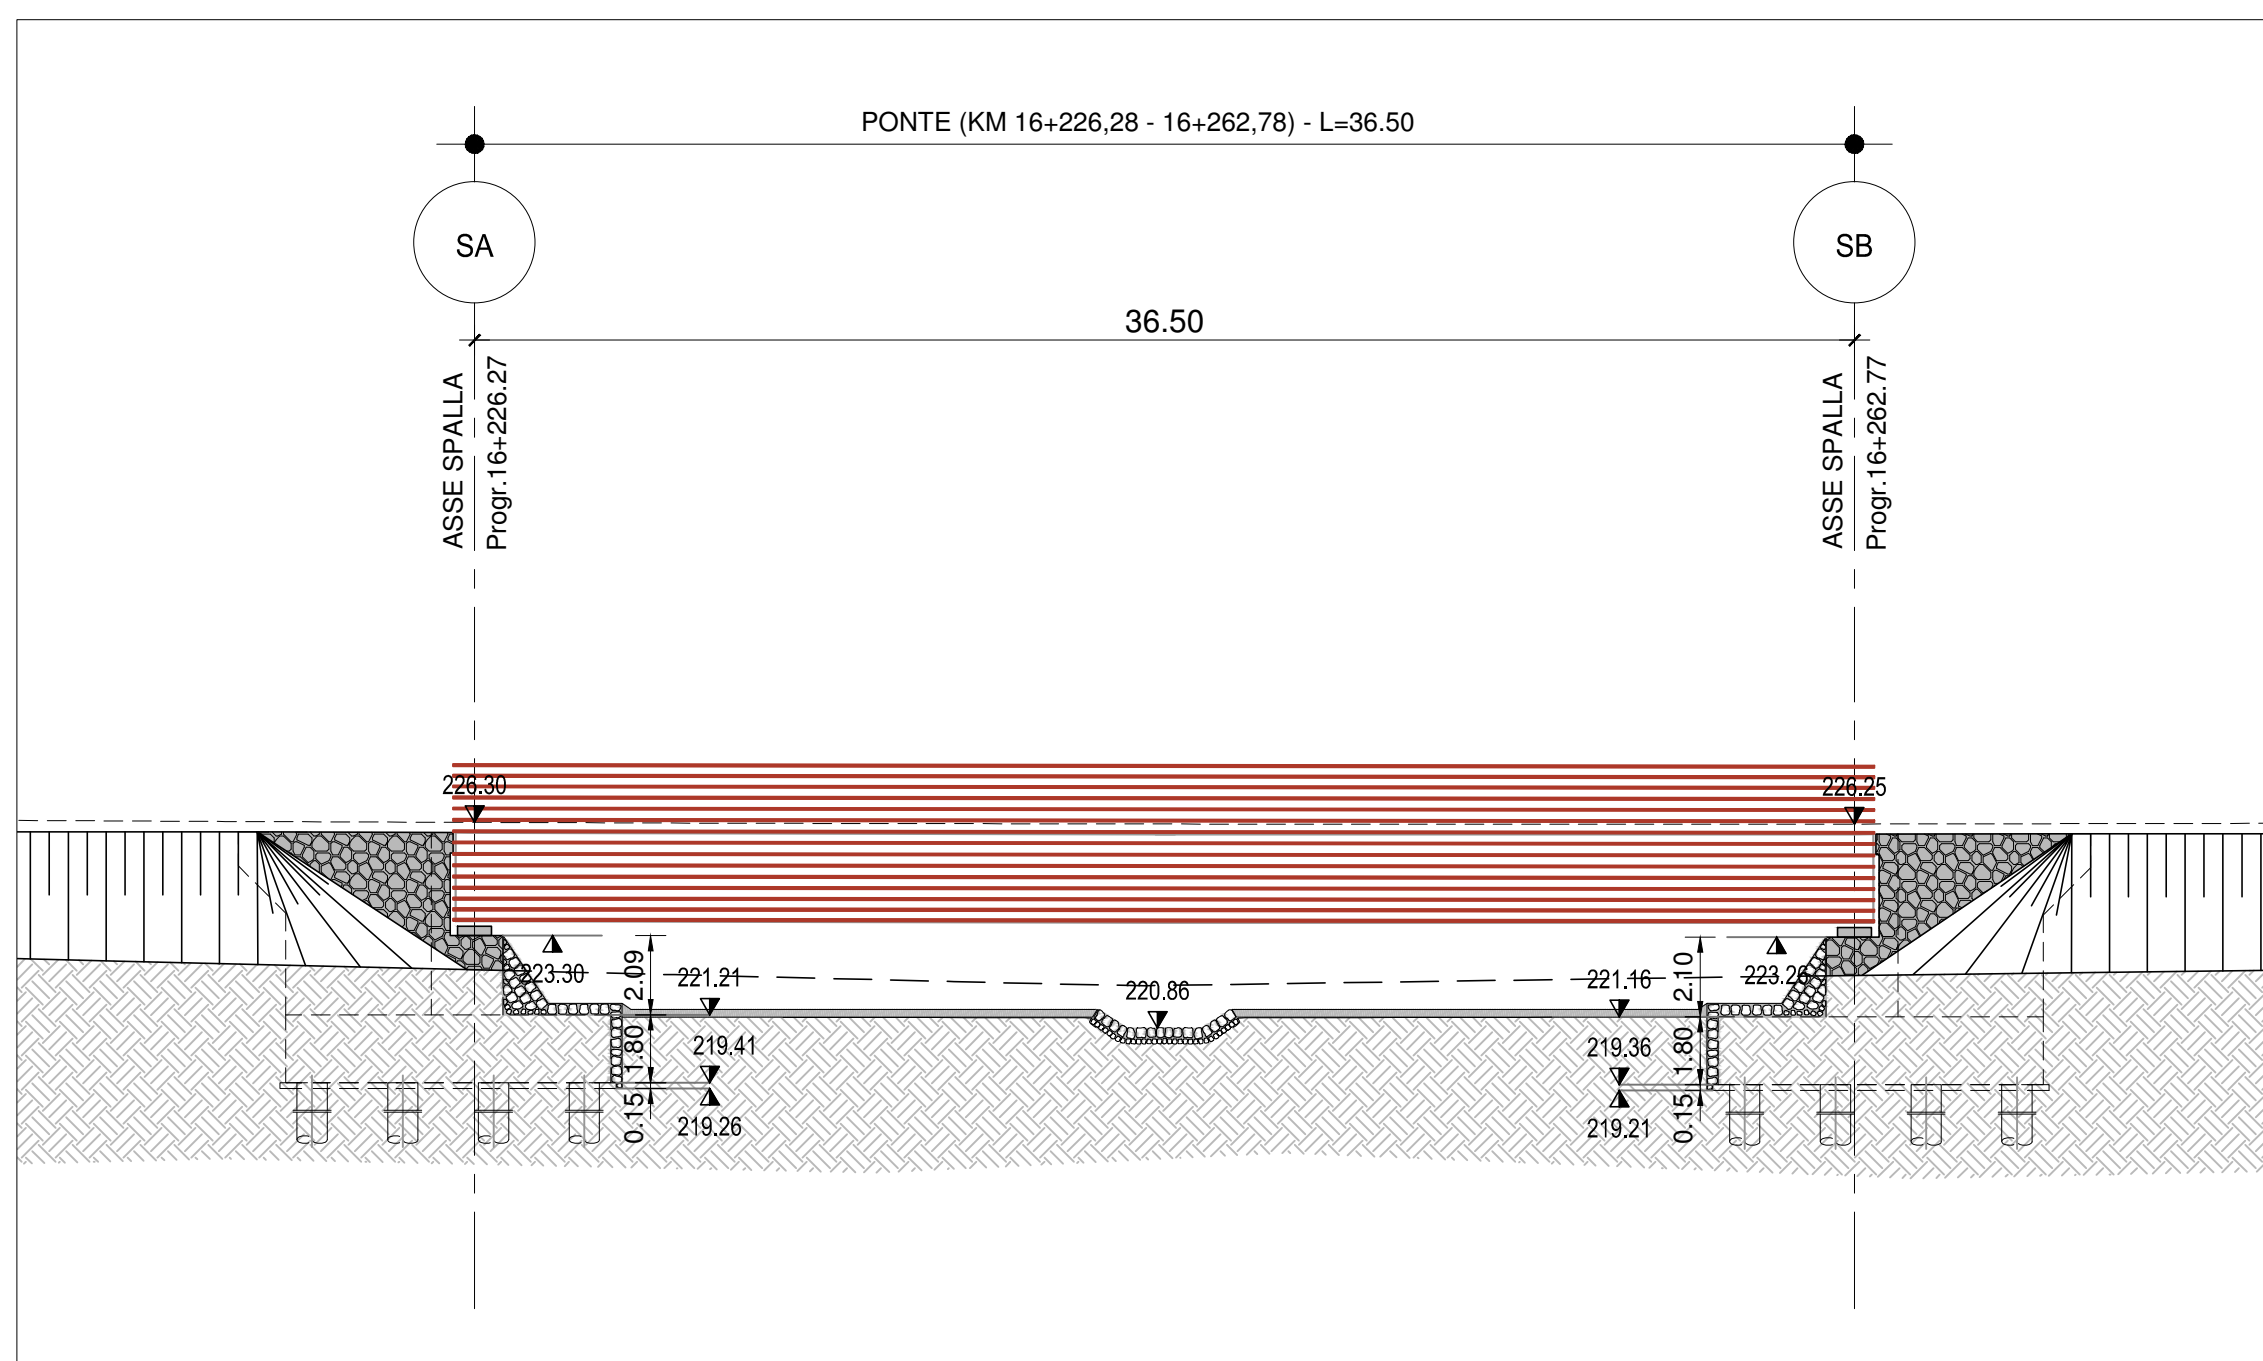 PONTE (KM 16+226,28 - 16+262,78) - L=36.50
SA
SB
36.50
ASSE SPALLA
Progr.16+226.27
ASSE SPALLA
Progr.16+262.77
226.30
226.25
223.30
2.09
221.21
220.86
221.16
2.10
223.26
1.80
219.41
219.36
1.80
0.15
219.26
219.21
0.15